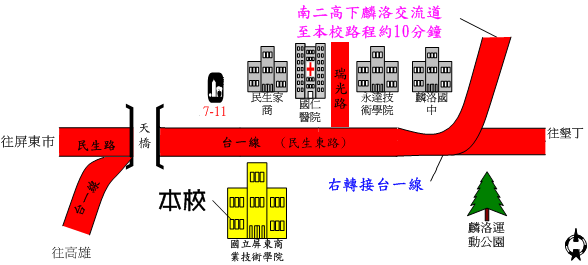 南二高下麟洛交流道
至本校路程約10分鐘
7-11
民生家
商
國仁
醫院
瑞光路
永達技
術學院
麟洛國
中
往屏東市
民生路
天橋
台一線 (民生東路)
往墾丁
右轉接台一線
台一線
往高雄
本校
國立屏東商
業技術學院
麟洛運
動公園